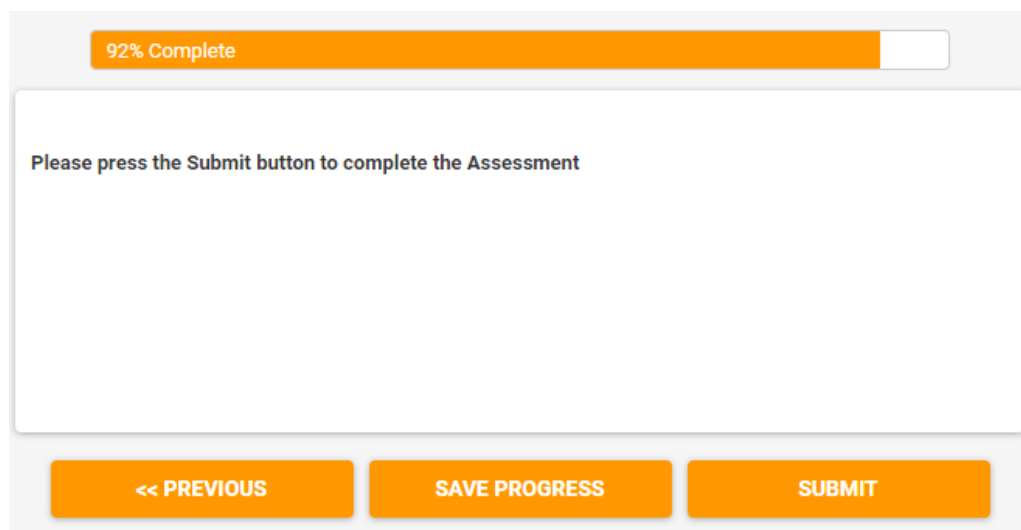 92% Complete
Please press the Submit button to complete the Assessment
<< PREVIOUS
SAVE PROGRESS
SUBMIT